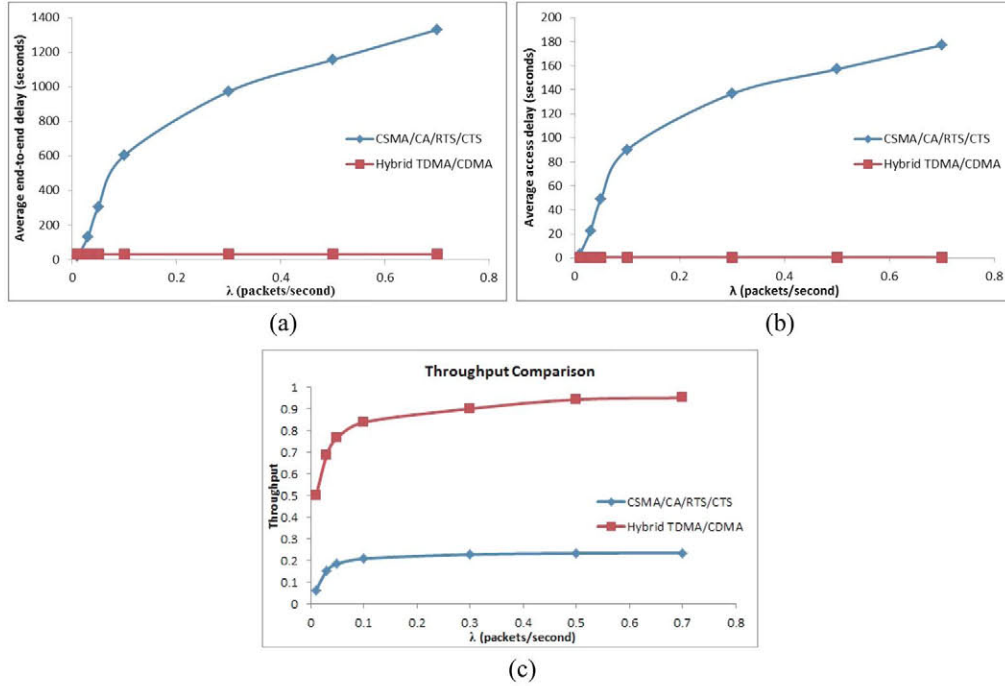 1400
1200
1000
800
600
400
200
0
0 0.2 0.4 0.6 0.8
Average end-to-end delay (seconds)
λ (packets/second)
CSMA/CA/RTS/CTS
Hybrid TDMA/CDMA
(a)
200
180
160
140
120
100
80
60
40
20
0
0 0.2 0.4 0.6 0.8
Average access delay (seconds)
λ (packets/second)
CSMA/CA/RTS/CTS
Hybrid TDMA/CDMA
(b)
Throughput Comparison
1
0.9
0.8
0.7
0.6
0.5
0.4
0.3
0.2
0.1
0
0 0.1 0.2 0.3 0.4 0.5 0.6 0.7 0.8
Throughput
λ (packets/second)
CSMA/CA/RTS/CTS
Hybrid TDMA/CDMA
(c)